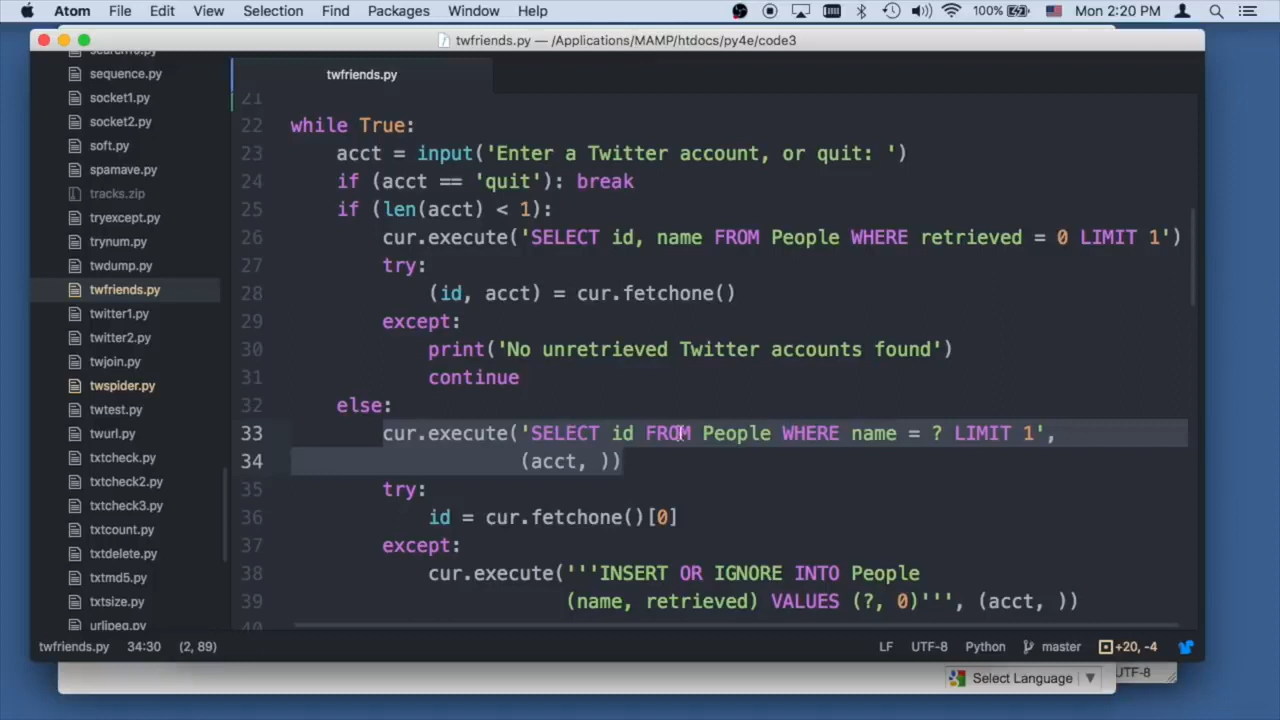 Atom File Edit View Selection Find Packages Window Help 100% Mon 2:20 PM
twfriends.py — /Applications/MAMP/htdocs/py4e/code3
sequence.py
socket1.py
socket2.py
soft.py
spamave.py
tracks.zip
tryexcept.py
trynum.py
twdump.py
twfriends.py
twitter1.py
twitter2.py
twjoin.py
twspider.py
twtest.py
twurl.py
txtcheck.py
txtcheck2.py
txtcheck3.py
txtcount.py
txtdelete.py
txtmd5.py
txtsize.py
urljpeg.py
twfriends.py
21
22 while True:
23 acct = input('Enter a Twitter account, or quit: ')
24 if (acct == 'quit'): break
25 if (len(acct) < 1):
26 cur.execute('SELECT id, name FROM People WHERE retrieved = 0 LIMIT 1')
27 try:
28 (id, acct) = cur.fetchone()
29 except:
30 print('No unretrieved Twitter accounts found')
31 continue
32 else:
33 cur.execute('SELECT id FROM People WHERE name = ? LIMIT 1',
34 (acct, ))
35 try:
36 id = cur.fetchone()[0]
37 except:
38 cur.execute('''INSERT OR IGNORE INTO People
39 (name, retrieved) VALUES (?, 0)''', (acct, ))
40
twfriends.py 34:30 (2, 89) LF UTF-8 Python master +20, -4
Select Language ▼ UTF-8